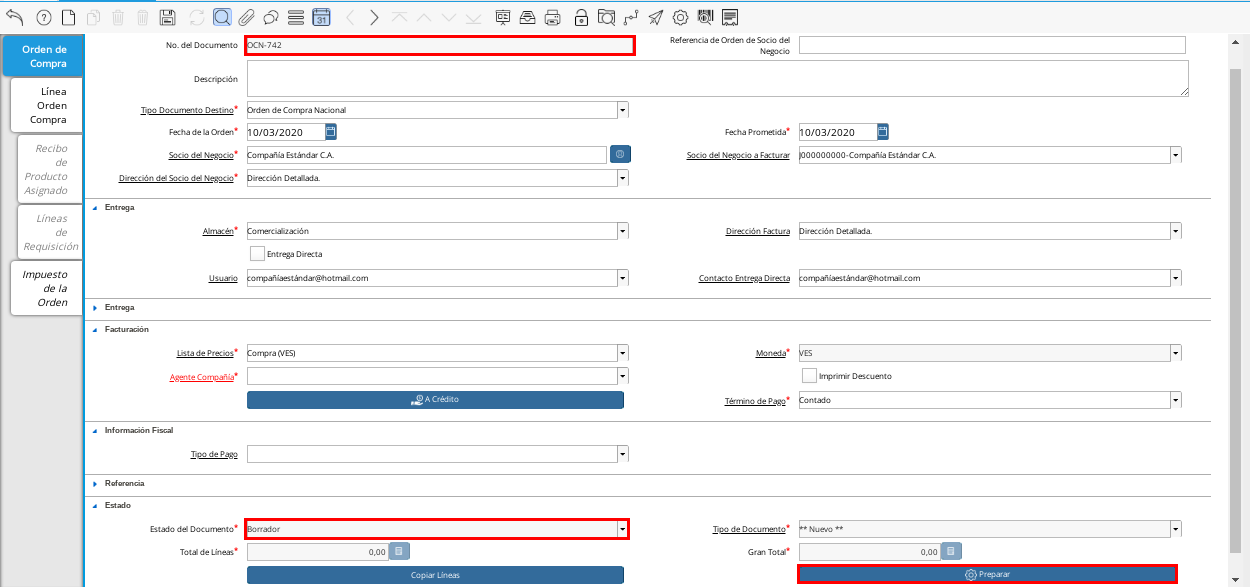 31
Orden de
Compra
Línea
Orden
Compra
Recibo
de
Producto
Asignado
Líneas
de
Requisición
Impuesto
de la
Orden
No. del Documento OCN-742 Referencia de Orden de Socio del
Negocio
Descripción
Tipo Documento Destino* Orden de Compra Nacional
Fecha de la Orden* 10/03/2020 Fecha Prometida* 10/03/2020
Socio del Negocio* Compañía Estándar C.A. Socio del Negocio a Facturar J000000000-Compañía Estándar C.A.
Dirección del Socio del Negocio* Dirección Detallada.
Entrega
Almacén* Comercialización Dirección Factura Dirección Detallada.
Entrega Directa
Usuario compañíaestándar@hotmail.com Contacto Entrega Directa compañíaestándar@hotmail.com
Entrega
Facturación
Lista de Precios* Compra (VES) Moneda* VES
Agente Compañía* Imprimir Descuento
A Crédito Término de Pago* Contado
Información Fiscal
Tipo de Pago
Referencia
Estado
Estado del Documento* Borrador Tipo de Documento* ** Nuevo **
Total de Líneas* 0,00 Gran Total* 0,00
Copiar Líneas Preparar